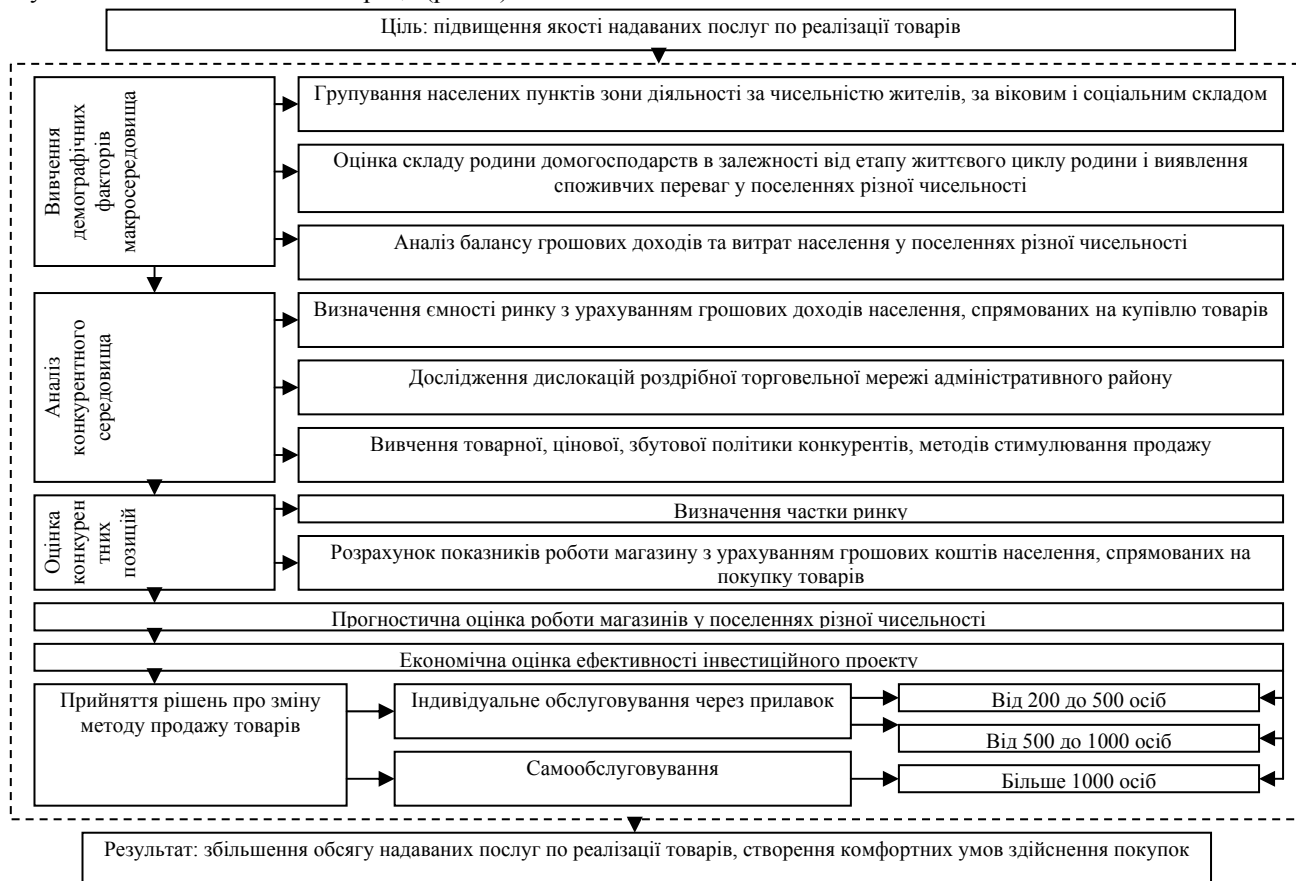 Ціль: підвищення якості надаваних послуг по реалізації товарів
Вивчення
демографічних
факторів
макросередовища
Групування населених пунктів зони діяльності за чисельністю жителів, за віковим і соціальним складом
Оцінка складу родини домогосподарств в залежності від етапу життєвого циклу родини і виявлення
споживчих переваг у поселеннях різної чисельності
Аналіз балансу грошових доходів та витрат населення у поселеннях різної чисельності
Аналіз
конкурентного
середовища
Визначення ємності ринку з урахуванням грошових доходів населення, спрямованих на купівлю товарів
Дослідження дислокацій роздрібної торговельної мережі адміністративного району
Вивчення товарної, цінової, збутової політики конкурентів, методів стимулювання продажу
Оцінка
конкурен
тних
позицій
Визначення частки ринку
Розрахунок показників роботи магазину з урахуванням грошових коштів населення, спрямованих на
покупку товарів
Прогностична оцінка роботи магазинів у поселеннях різної чисельності
Економічна оцінка ефективності інвестиційного проекту
Прийняття рішень про зміну
методу продажу товарів
Індивідуальне обслуговування через прилавок
Від 200 до 500 осіб
Від 500 до 1000 осіб
Самообслуговування
Більше 1000 осіб
Результат: збільшення обсягу надаваних послуг по реалізації товарів, створення комфортних умов здійснення покупок